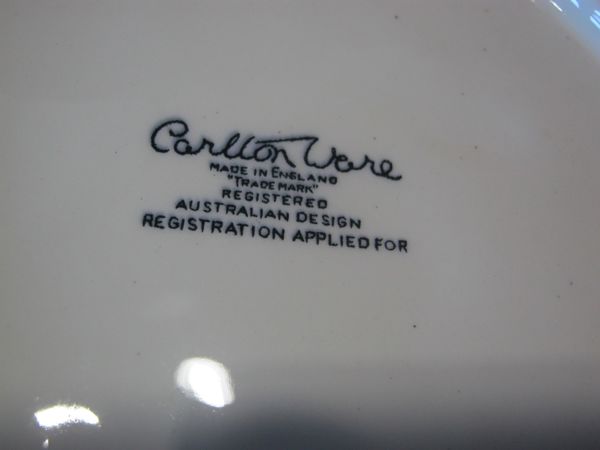 Carlton Ware
MADE IN ENGLAND
"TRADE MARK"
REGISTERED
AUSTRALIAN DESIGN
REGISTRATION APPLIED FOR